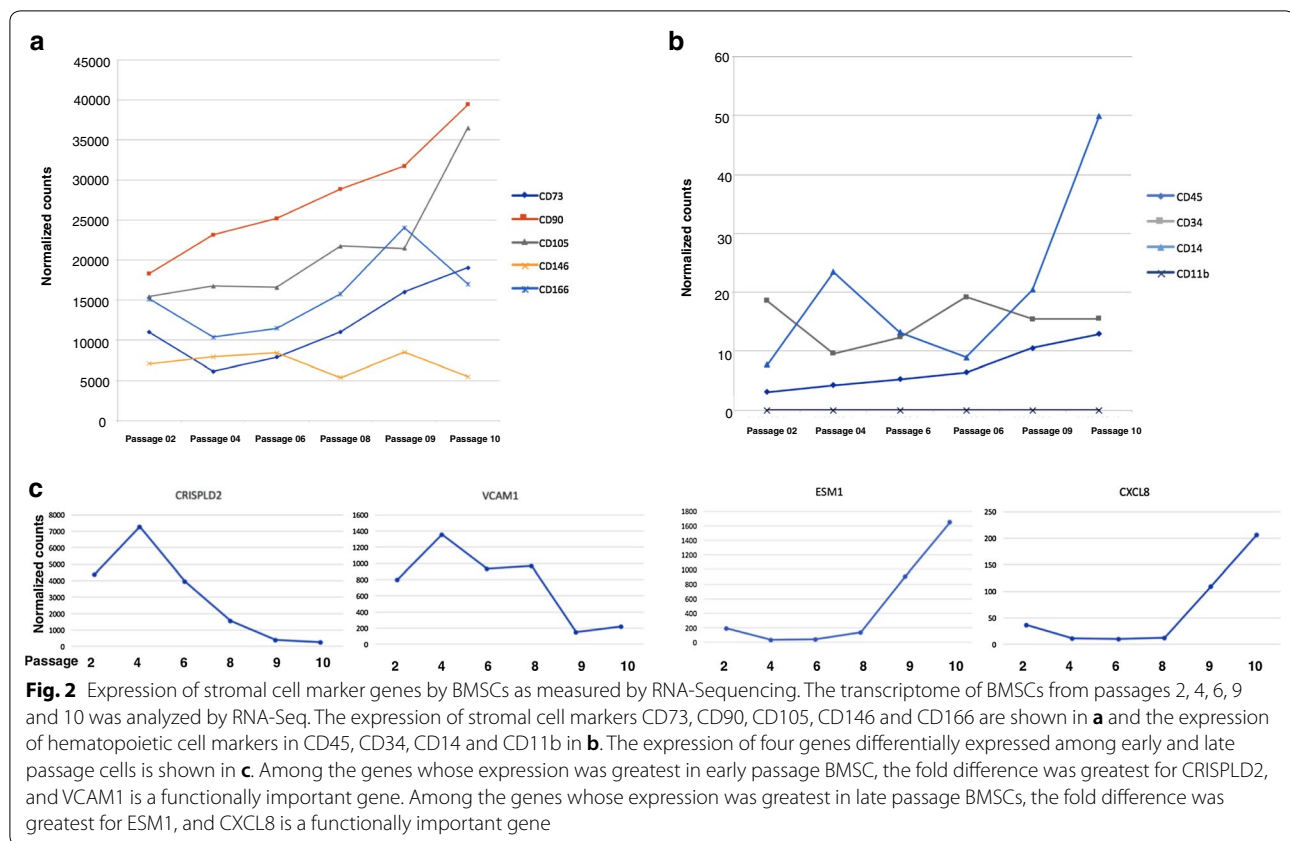 a
45000
40000
35000
30000
25000
20000
15000
10000
5000
0
Normalized counts
Passage 02 Passage 04 Passage 06 Passage 08 Passage 09 Passage 10
CD73
CD90
CD105
CD146
CD166
b
60
50
40
30
20
10
0
Normalized counts
Passage 02 Passage 04 Passage 6 Passage 06 Passage 09 Passage 10
CD45
CD34
CD14
CD11b
c
CRISPLD2
8000
7000
6000
5000
4000
3000
2000
1000
0
Normalized counts
Passage 2 4 6 8 9 10
VCAM1
1600
1400
1200
1000
800
600
400
200
0
2 4 6 8 9 10
ESM1
1800
1600
1400
1200
1000
800
600
400
200
0
2 4 6 8 9 10
CXCL8
250
200
150
100
50
0
2 4 6 8 9 10
Fig. 2 Expression of stromal cell marker genes by BMSCs as measured by RNA-Sequencing. The transcriptome of BMSCs from passages 2, 4, 6, 9
and 10 was analyzed by RNA-Seq. The expression of stromal cell markers CD73, CD90, CD105, CD146 and CD166 are shown in a and the expression
of hematopoietic cell markers in CD45, CD34, CD14 and CD11b in b. The expression of four genes differentially expressed among early and late
passage cells is shown in c. Among the genes whose expression was greatest in early passage BMSC, the fold difference was greatest for CRISPLD2,
and VCAM1 is a functionally important gene. Among the genes whose expression was greatest in late passage BMSCs, the fold difference was
greatest for ESM1, and CXCL8 is a functionally important gene